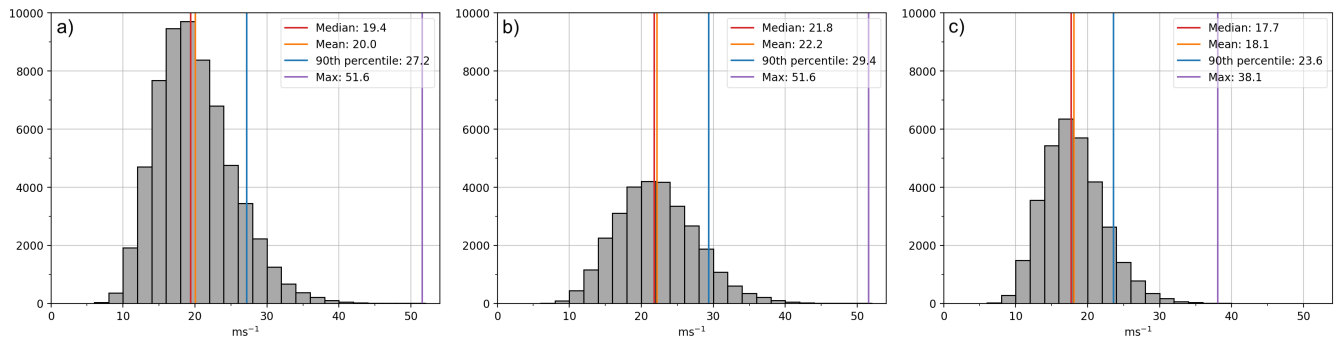 a)
Median: 19.4
Mean: 20.0
90th percentile: 27.2
Max: 51.6
10000
8000
6000
4000
2000
0
0 10 20 30 40 50
ms⁻¹
b)
Median: 21.8
Mean: 22.2
90th percentile: 29.4
Max: 51.6
10000
8000
6000
4000
2000
0
0 10 20 30 40 50
ms⁻¹
c)
Median: 17.7
Mean: 18.1
90th percentile: 23.6
Max: 38.1
10000
8000
6000
4000
2000
0
0 10 20 30 40 50
ms⁻¹